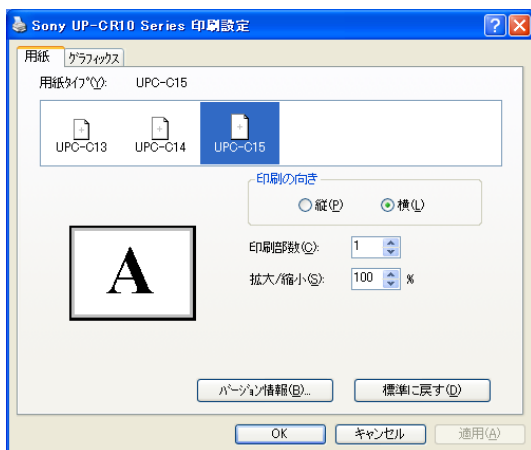 Sony UP-CR10 Series 印刷設定
用紙 グラフィックス
用紙タイプ(Y): UPC-C15
UPC-C13 UPC-C14 UPC-C15
印刷の向き
縦(P) 横(L)
A
印刷部数(C): 1
拡大/縮小(S): 100 %
バージョン情報(B)... 標準に戻す(D)
OK キャンセル 適用(A)